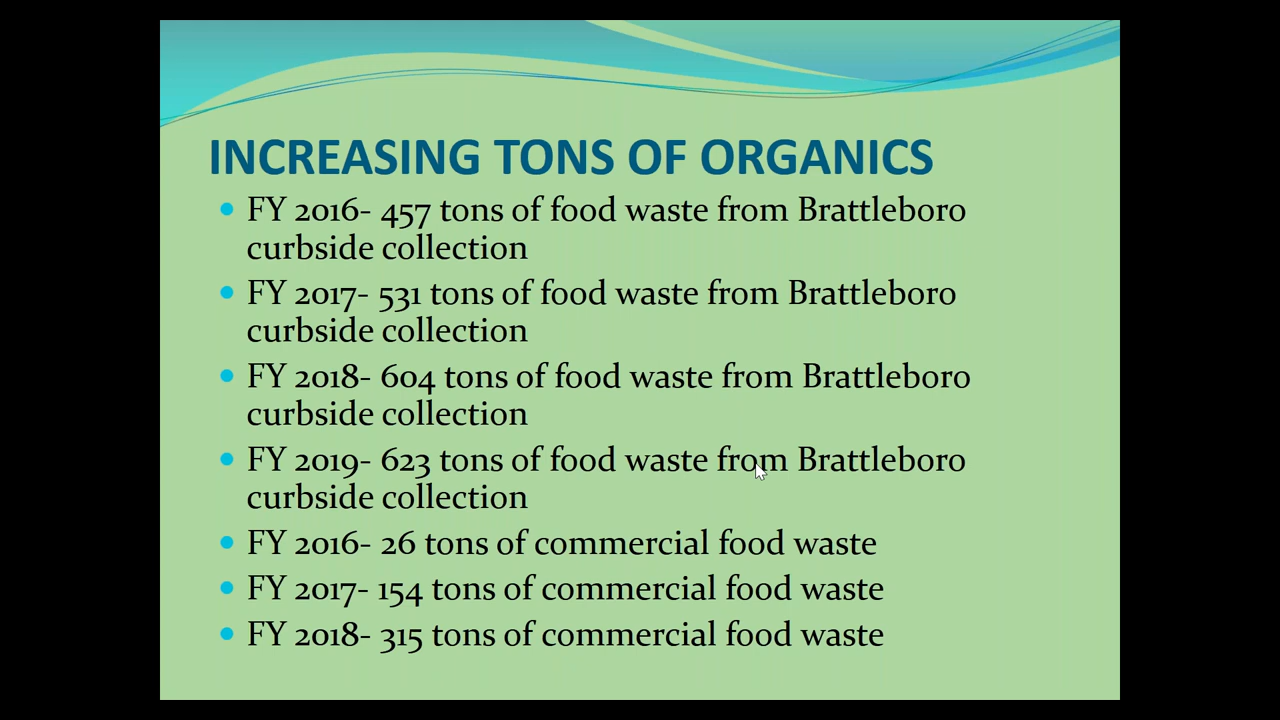 INCREASING TONS OF ORGANICS
FY 2016- 457 tons of food waste from Brattleboro
curbside collection
FY 2017- 531 tons of food waste from Brattleboro
curbside collection
FY 2018- 604 tons of food waste from Brattleboro
curbside collection
FY 2019- 623 tons of food waste from Brattleboro
curbside collection
FY 2016- 26 tons of commercial food waste
FY 2017- 154 tons of commercial food waste
FY 2018- 315 tons of commercial food waste